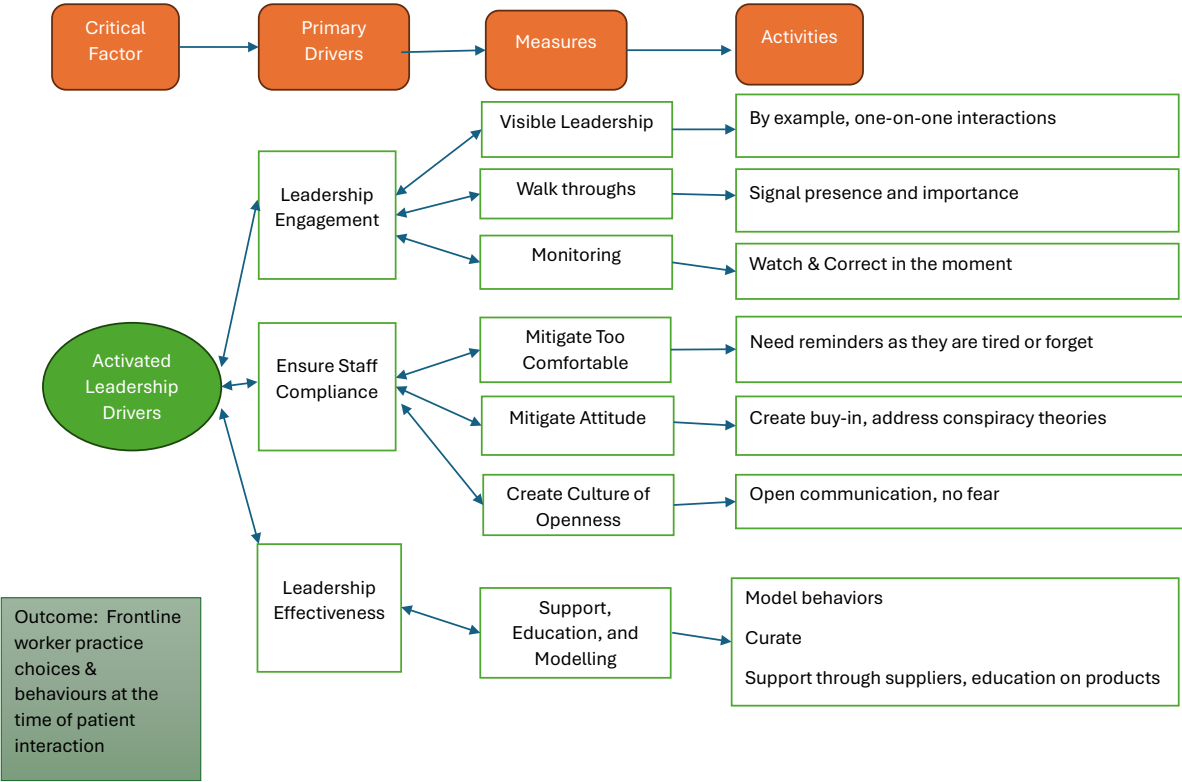 Critical
Factor
Primary
Drivers
Measures
Activities
Visible Leadership
By example, one-on-one interactions
Leadership
Engagement
Walk throughs
Signal presence and importance
Monitoring
Watch & Correct in the moment
Activated
Leadership
Drivers
Ensure Staff
Compliance
Mitigate Too
Comfortable
Need reminders as they are tired or forget
Mitigate Attitude
Create buy-in, address conspiracy theories
Create Culture of
Openness
Open communication, no fear
Leadership
Effectiveness
Support,
Education, and
Modelling
Model behaviors
Curate
Support through suppliers, education on products
Outcome:  Frontline
worker practice
choices &
behaviours at the
time of patient
interaction